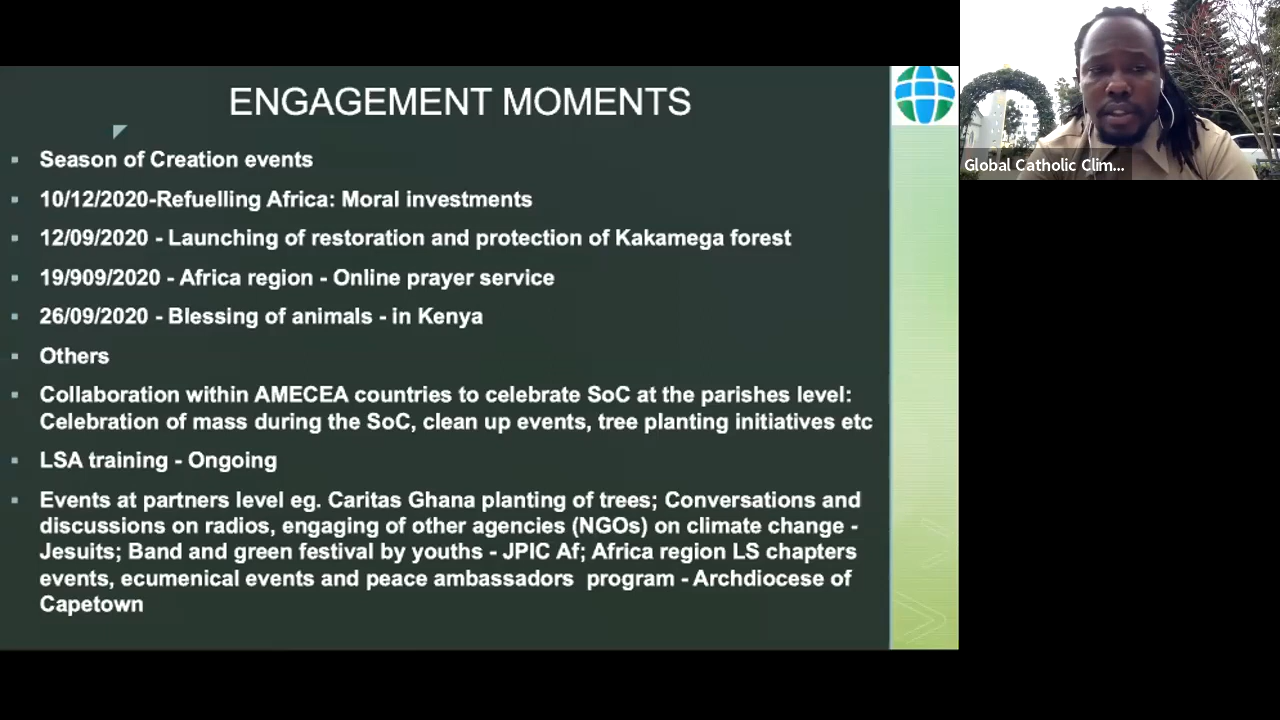 ENGAGEMENT MOMENTS
Season of Creation events
10/12/2020-Refuelling Africa: Moral investments
12/09/2020 - Launching of restoration and protection of Kakamega forest
19/909/2020 - Africa region - Online prayer service
26/09/2020 - Blessing of animals - in Kenya
Others
Collaboration within AMECEA countries to celebrate SoC at the parishes level:
Celebration of mass during the SoC, clean up events, tree planting initiatives etc
LSA training - Ongoing
Events at partners level eg. Caritas Ghana planting of trees; Conversations and
discussions on radios, engaging of other agencies (NGOs) on climate change -
Jesuits; Band and green festival by youths - JPIC Af; Africa region LS chapters
events, ecumenical events and peace ambassadors program - Archdiocese of
Capetown
Global Catholic Clim...